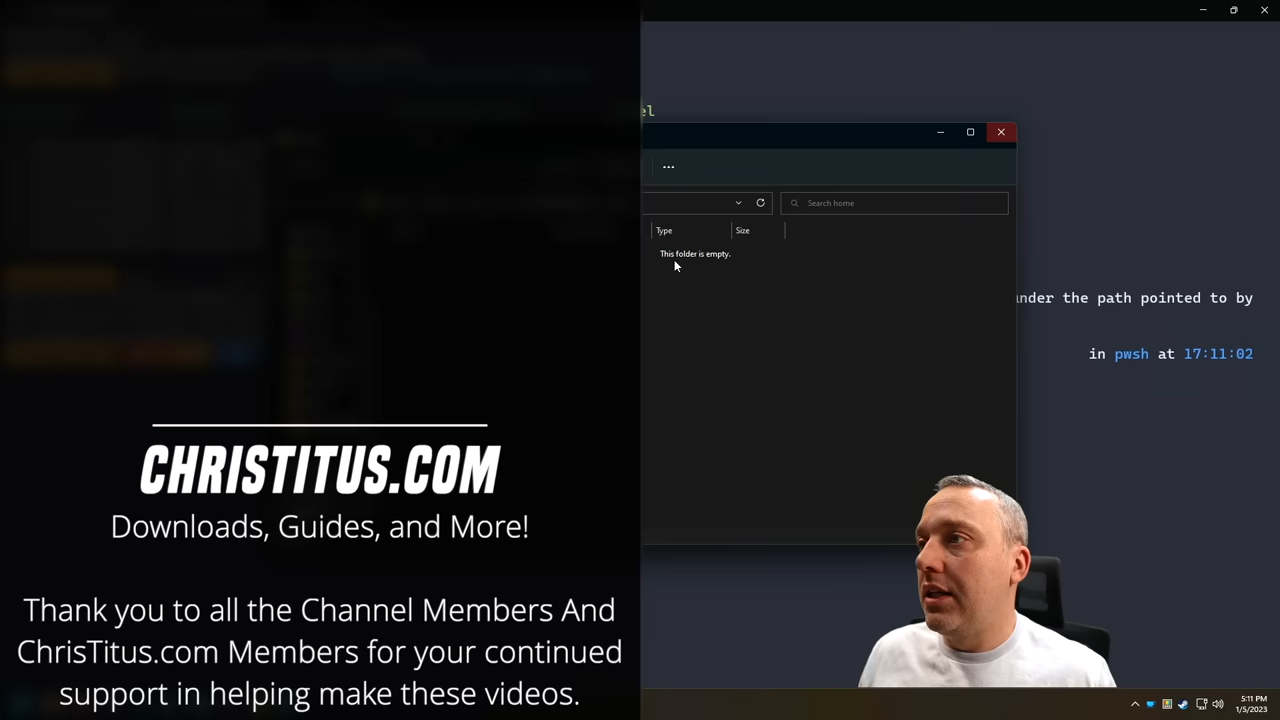 el
Search home
Type Size
This folder is empty.
under the path pointed to by
in pwsh at 17:11:02
CHRISTITUS.COM
Downloads, Guides, and More!
Thank you to all the Channel Members And
ChrisTitus.com Members for your continued
support in helping make these videos.
5:11 PM
1/5/2023